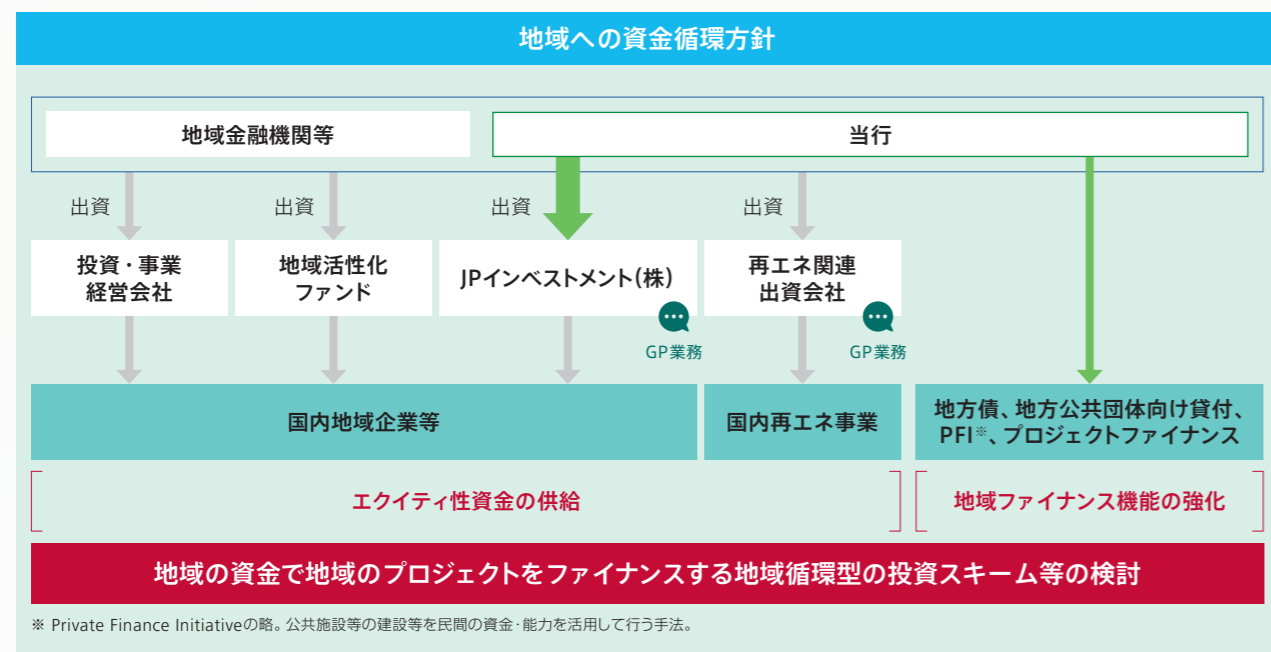 地域への資金循環方針
地域金融機関等
当行
出資
出資
出資
出資
投資・事業
経営会社
地域活性化
ファンド
JPインベストメント(株)
再エネ関連
出資会社
GP業務
GP業務
国内地域企業等
国内再エネ事業
地方債、地方公共団体向け貸付、
PFI※、プロジェクトファイナンス
エクイティ性資金の供給
地域ファイナンス機能の強化
地域の資金で地域のプロジェクトをファイナンスする地域循環型の投資スキーム等の検討
※ Private Finance Initiativeの略。公共施設等の建設等を民間の資金・能力を活用して行う手法。